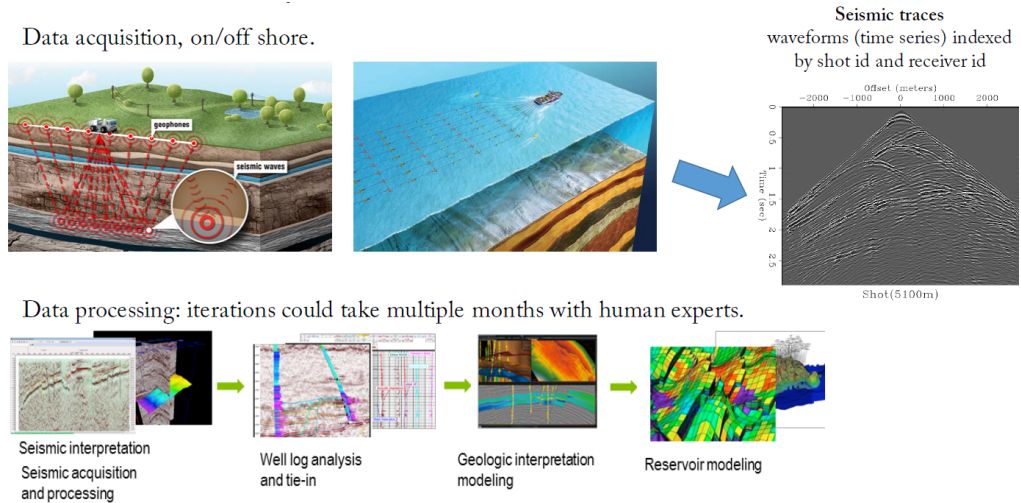 Data acquisition, on/off shore.
Seismic traces
waveforms (time series) indexed
by shot id and receiver id
geophones
seismic waves
Offset (meters)
-2000 -1000 0 1000 2000
0
0.5
1
1.5
2
2.5
Time (sec)
Shot(5100m)
Data processing: iterations could take multiple months with human experts.
Seismic interpretation
Seismic acquisition
and processing
Well log analysis
and tie-in
Geologic interpretation
modeling
Reservoir modeling